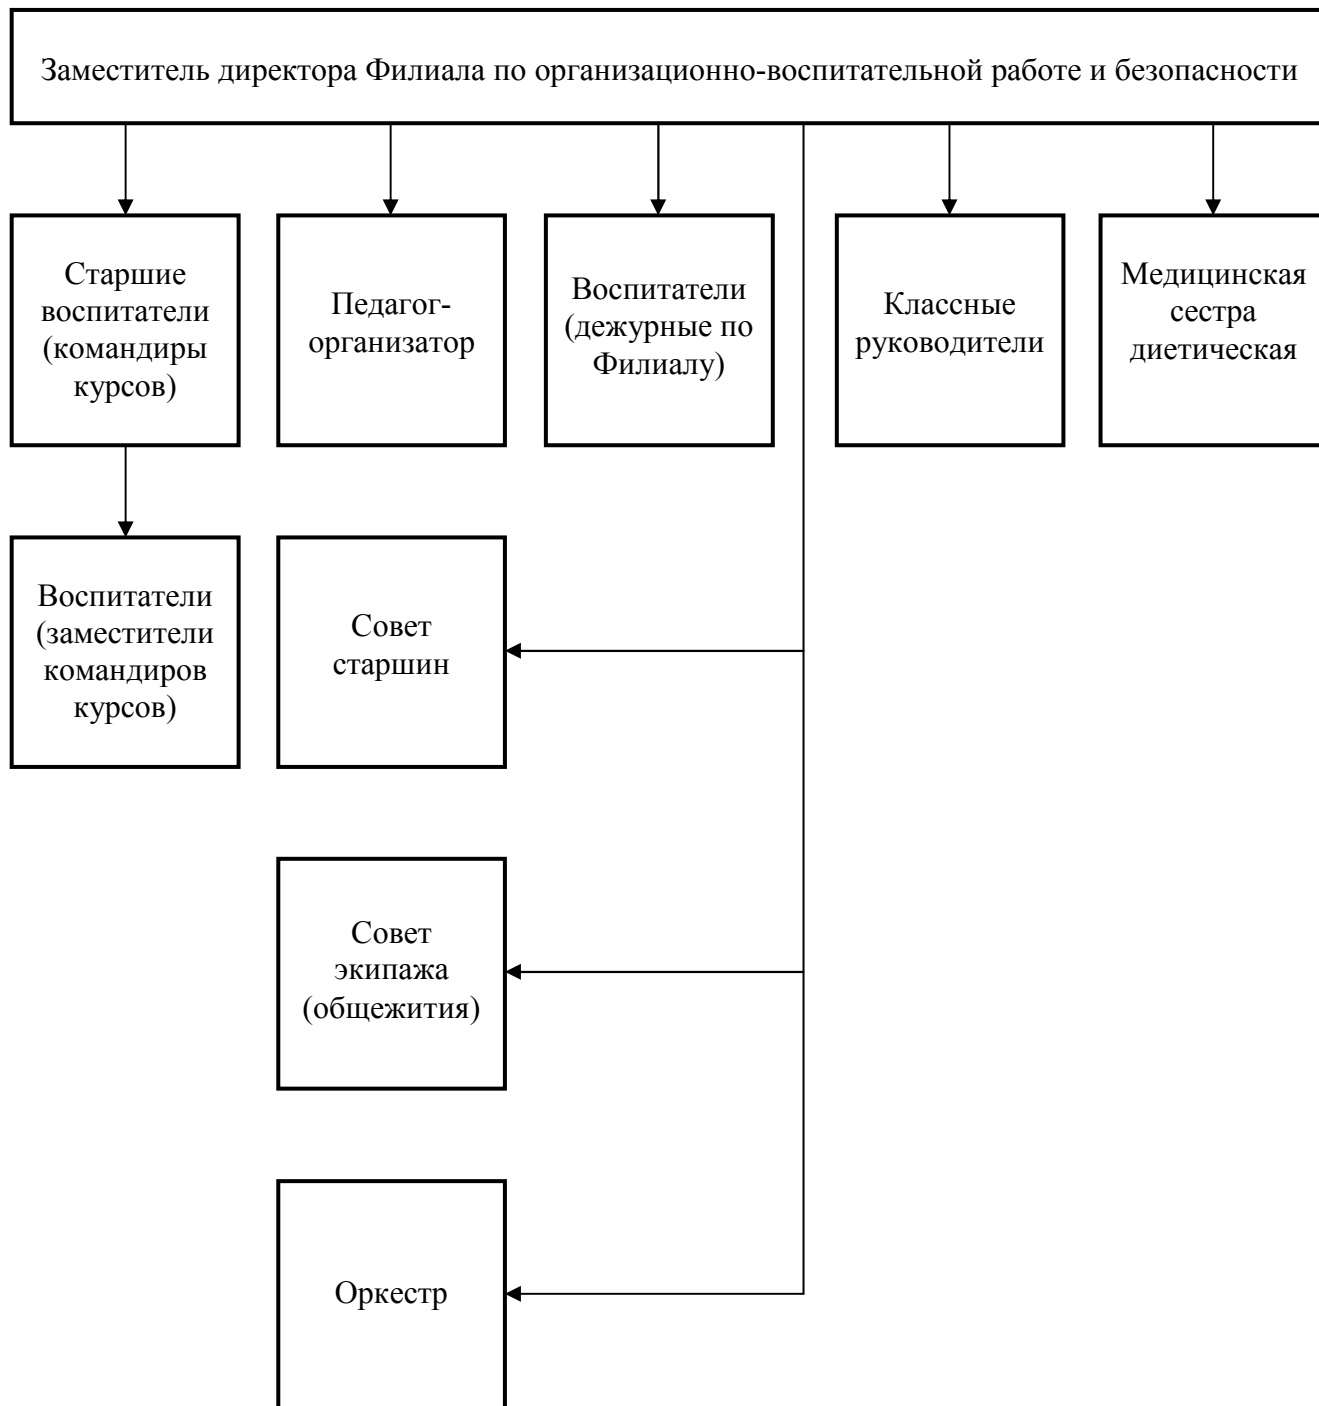 Заместитель директора Филиала по организационно-воспитательной работе и безопасности
Старшие
воспитатели
(командиры
курсов)
Педагог-
организатор
Воспитатели
(дежурные по
Филиалу)
Классные
руководители
Медицинская
сестра
диетическая
Воспитатели
(заместители
командиров
курсов)
Совет
старшин
Совет
экипажа
(общежития)
Оркестр